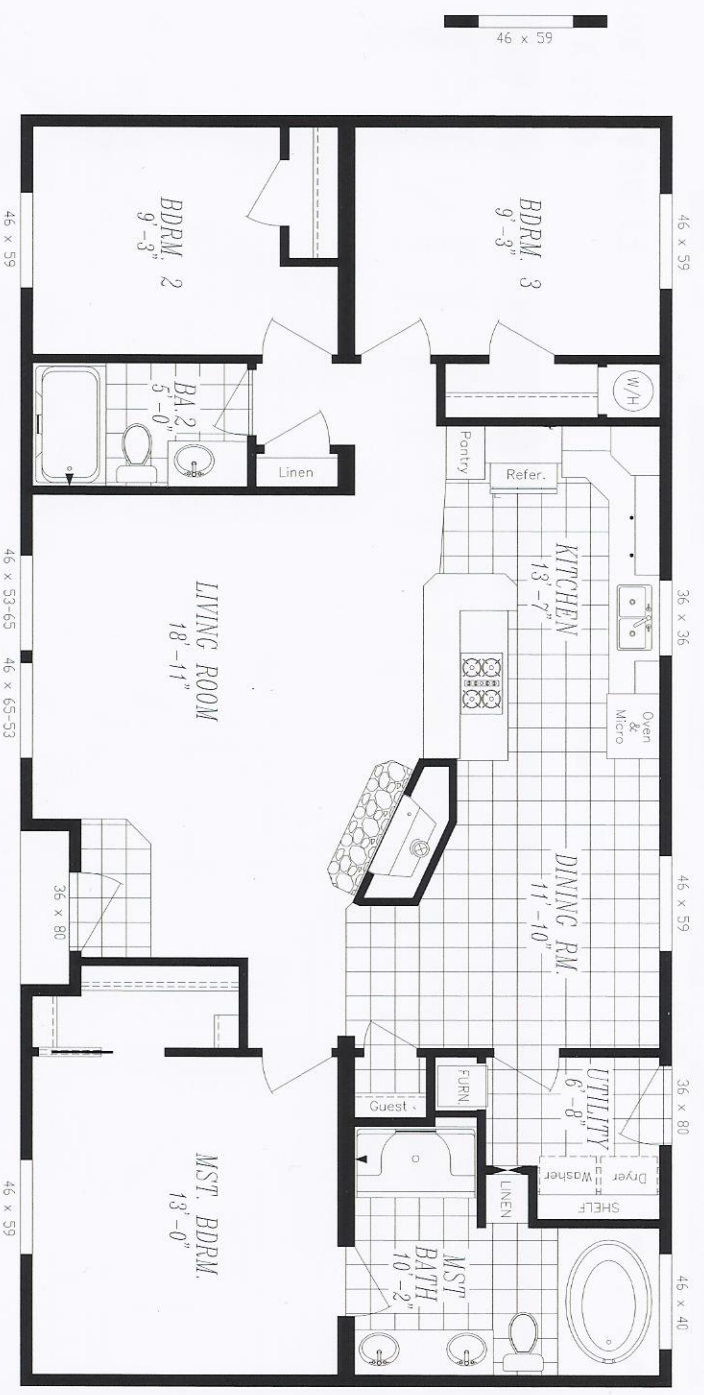 46 x 59
46 x 59
46 x 59
BDRM. 2
9'-3"
BDRM. 3
9'-3"
W/H
BA.2
5'-0"
Linen
Pantry
Refer.
KITCHEN
13'-7"
36 x 36
46 x 53-65
46 x 65-53
LIVING ROOM
18'-11"
Oven
&
Micro
DINING RM.
11'-10"
46 x 59
36 x 80
FURN.
Guest
UTILITY
6'-8"
36 x 80
Washer
Dryer
SHELF
LINEN
MST. BDRM.
13'-0"
MST
BATH
10'-2"
46 x 59
46 x 40